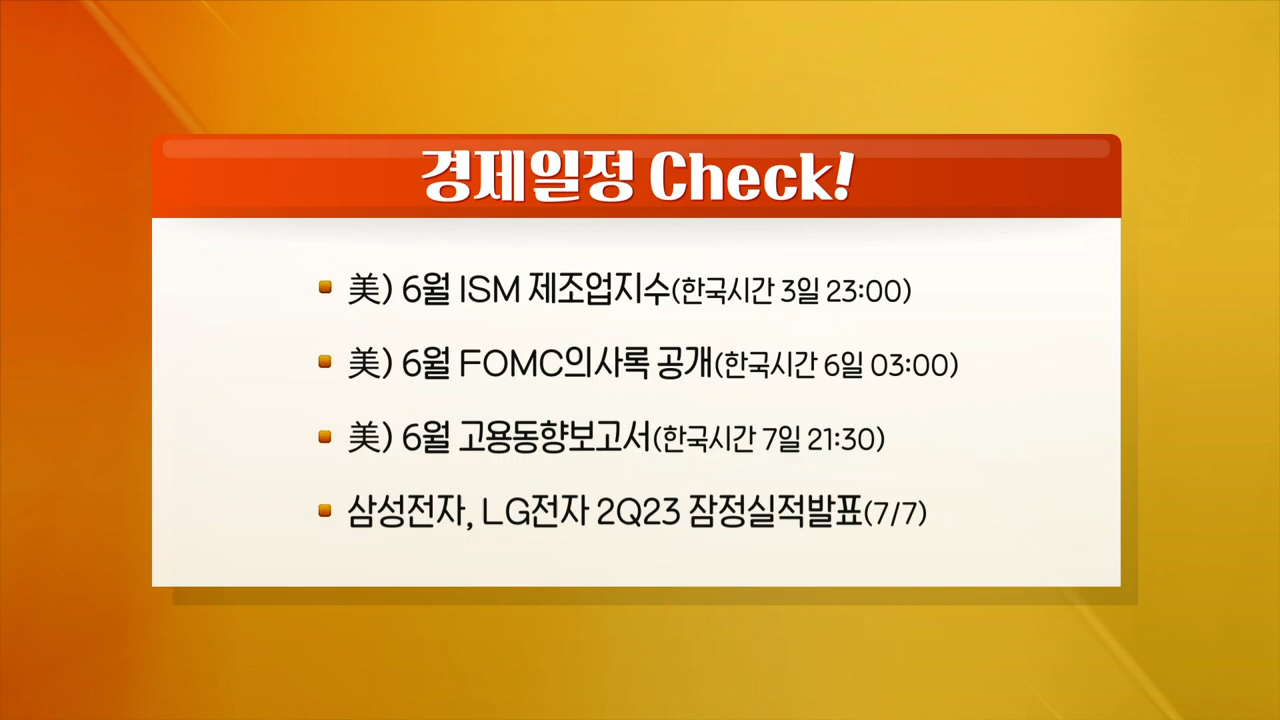 경제일정 Check!
美) 6월 ISM 제조업지수(한국시간 3일 23:00)
美) 6월 FOMC의사록 공개(한국시간 6일 03:00)
美) 6월 고용동향보고서(한국시간 7일 21:30)
삼성전자, LG전자 2Q23 잠정실적발표(7/7)